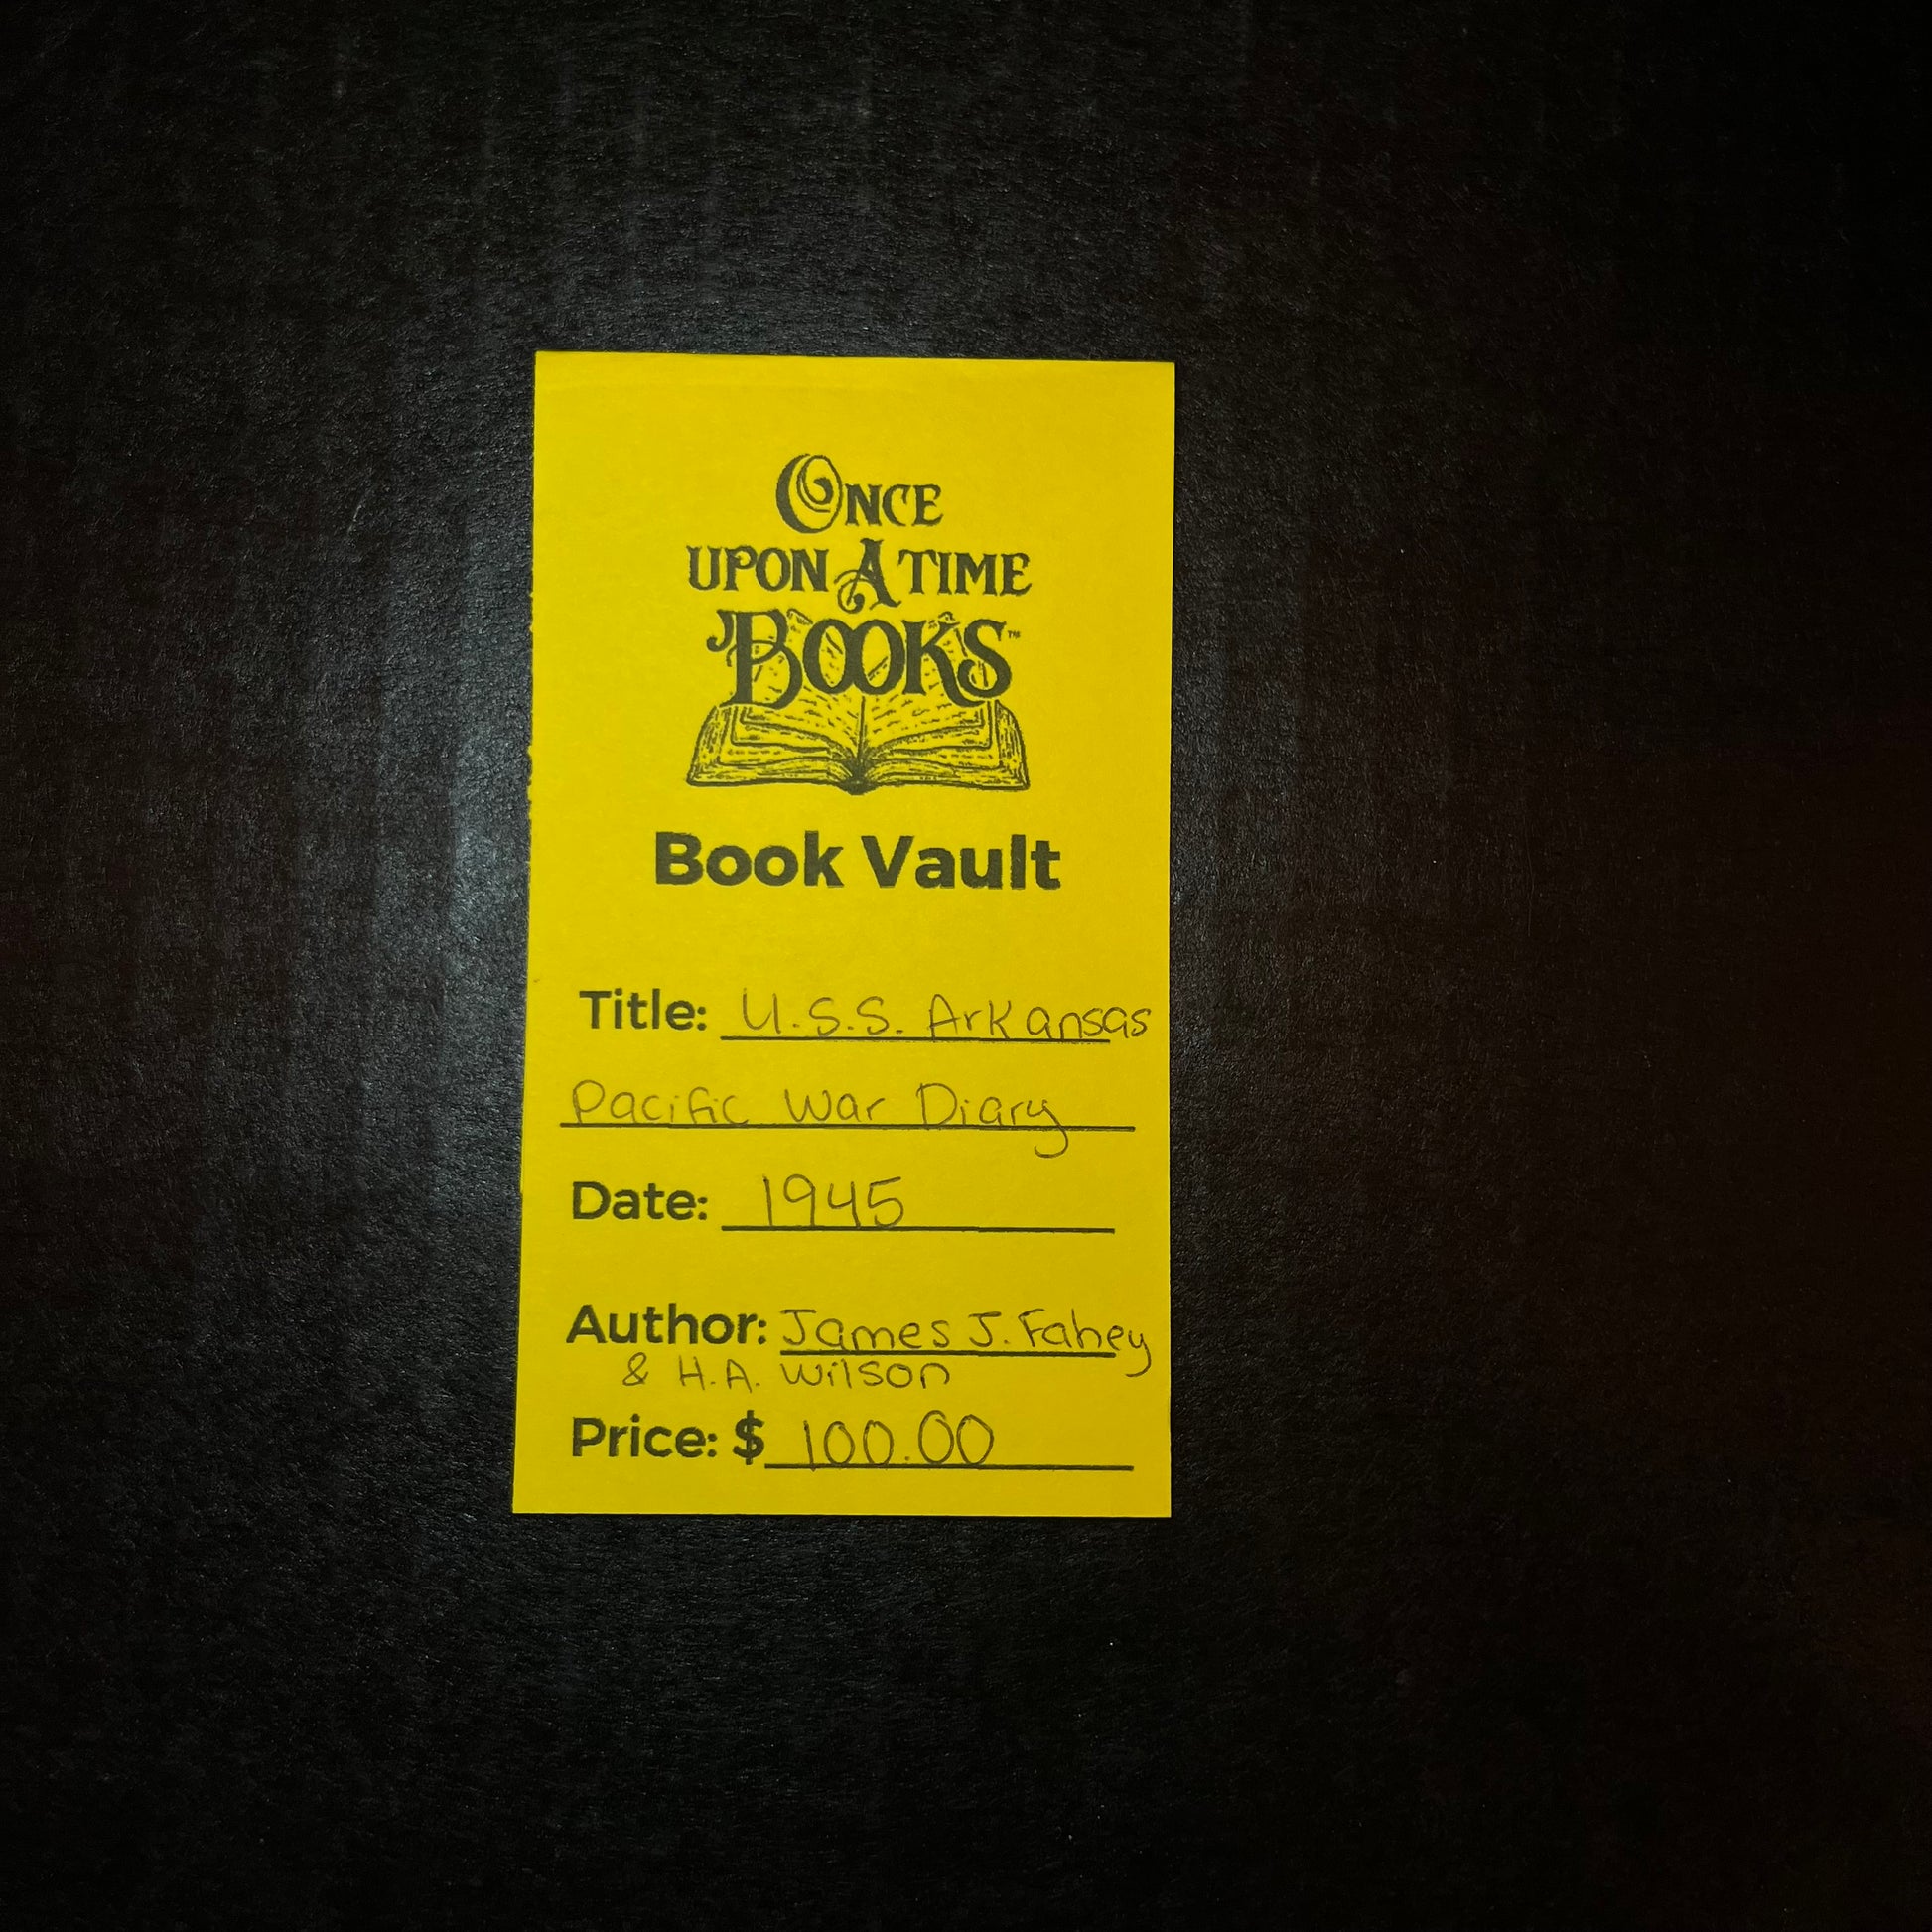 ONCE
UPON A TIME
BOOKS™
Book Vault
Title: U.S.S. Arkansas
Pacific War Diary
Date: 1945
Author: James J. Fahey
& H.A. Wilson
Price: $ 100.00